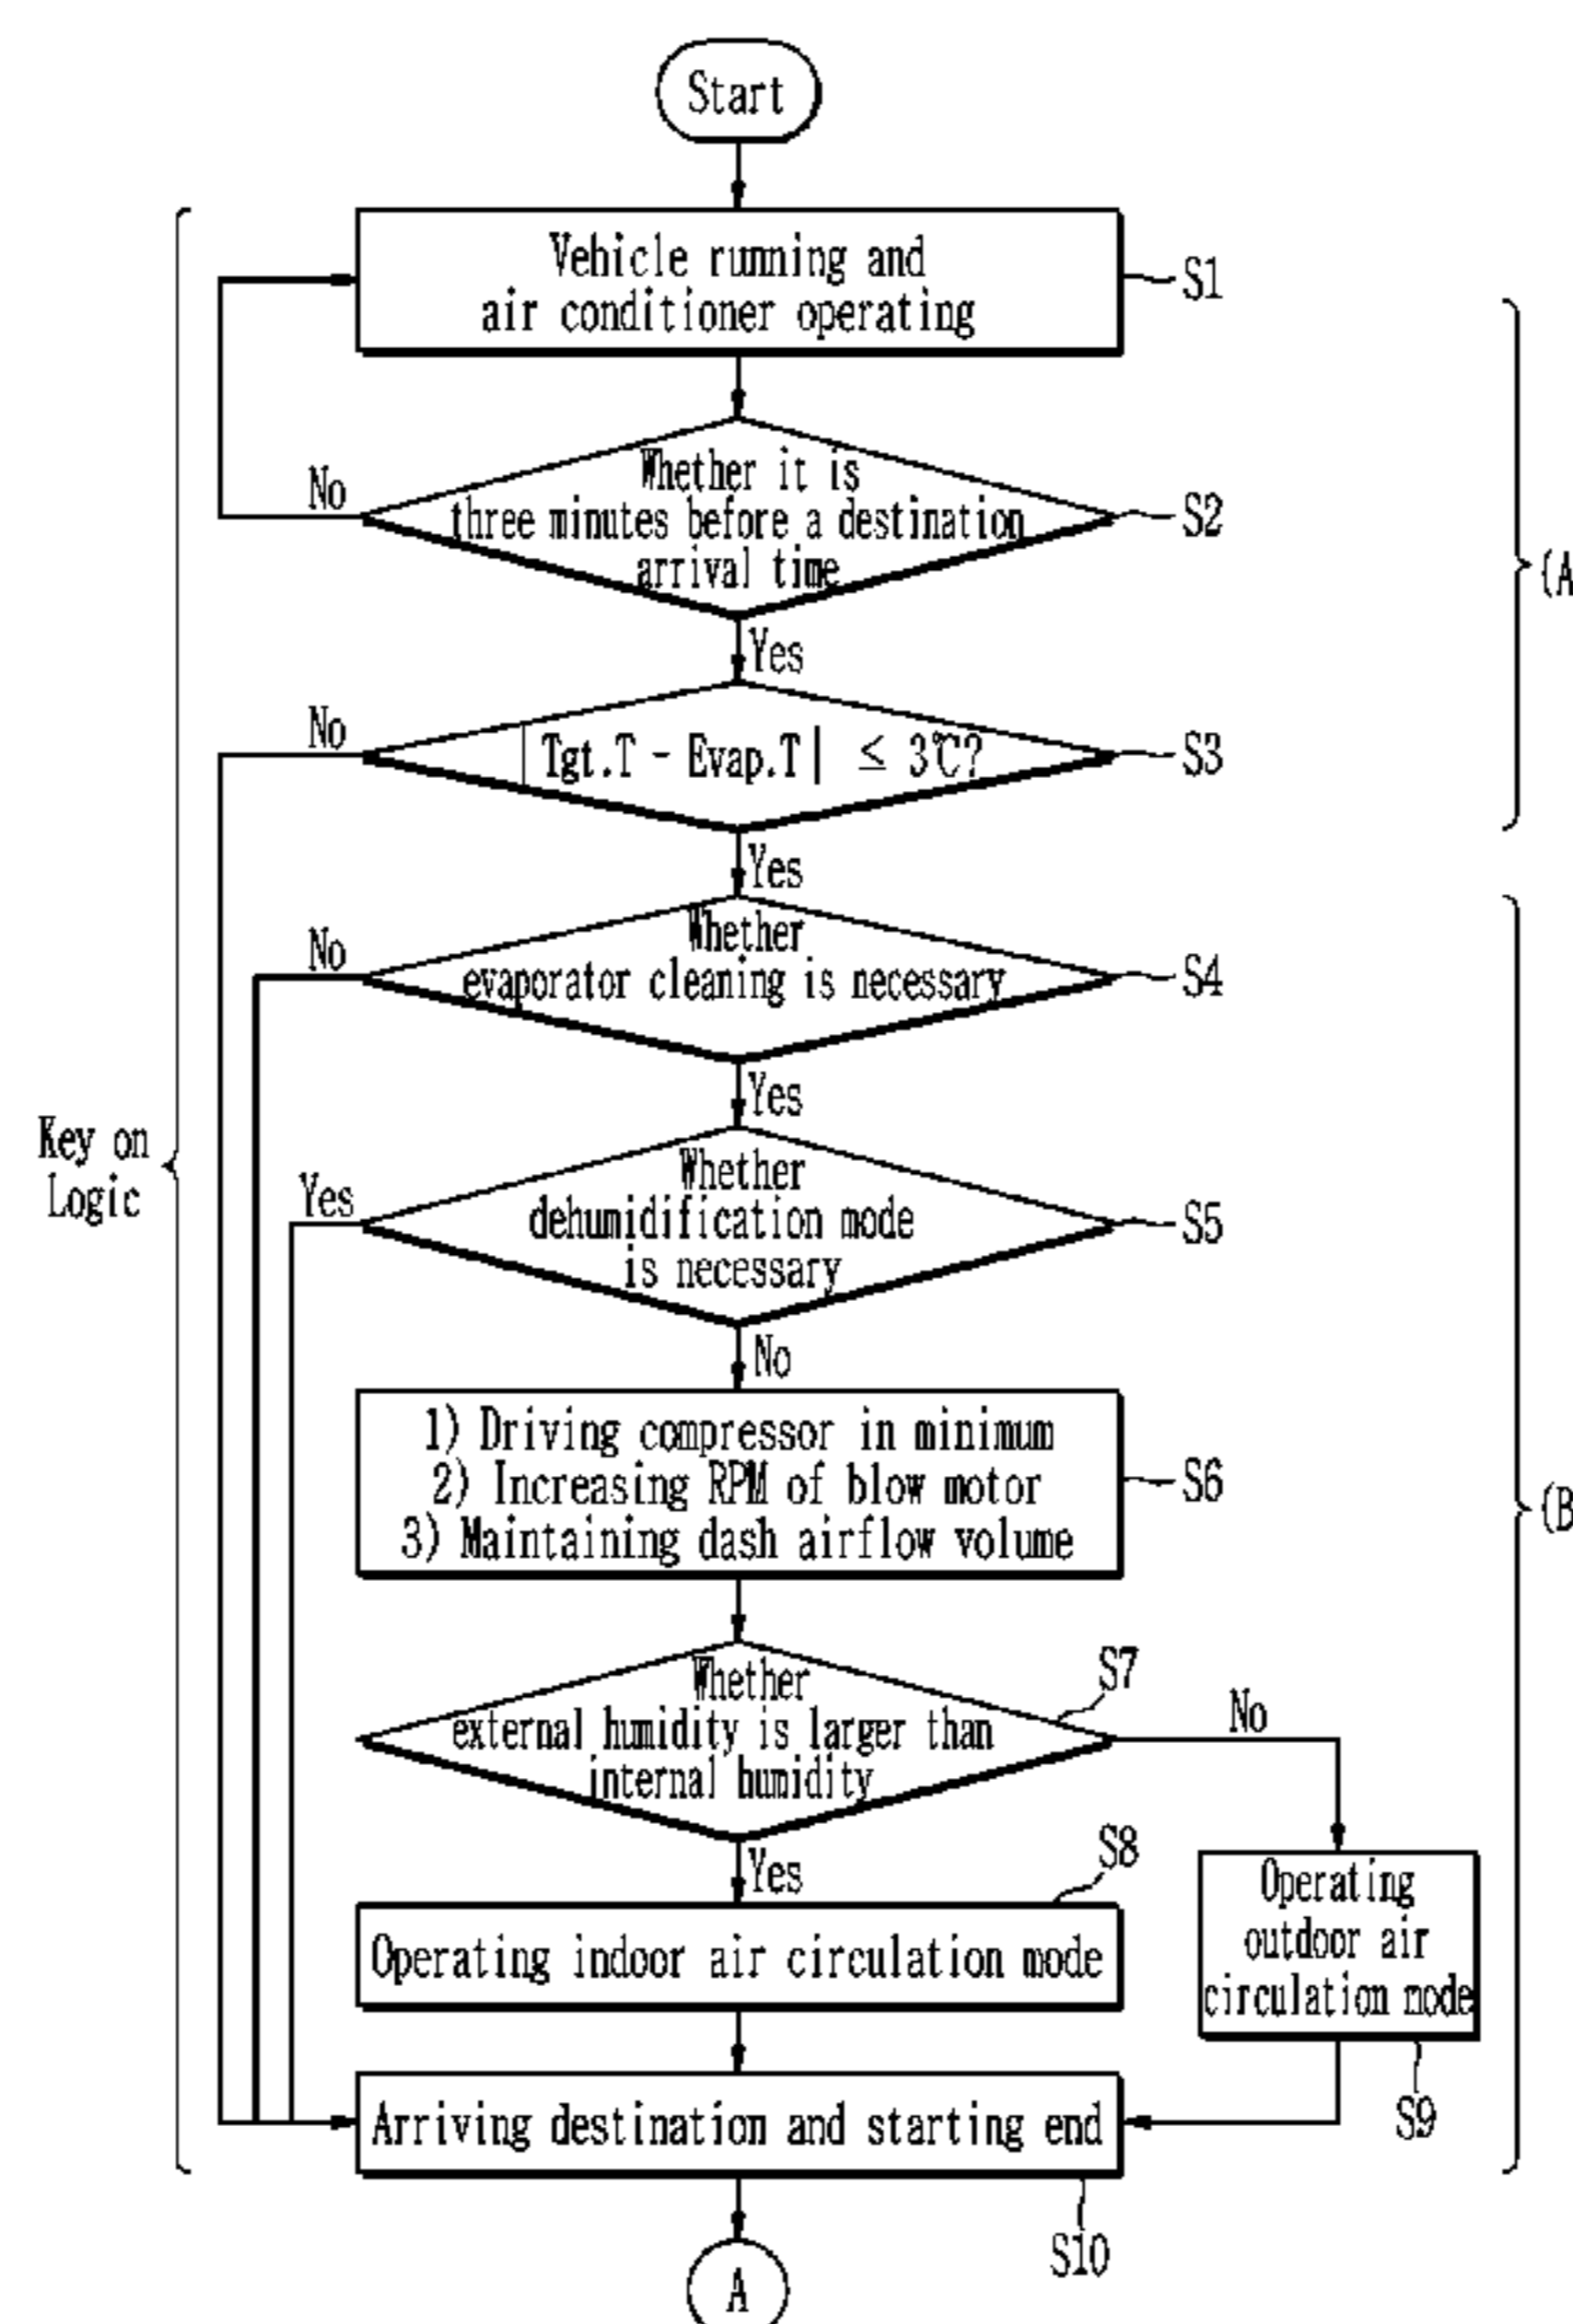 Start
Vehicle running and
air conditioner operating
S1
Whether it is
three minutes before a destination
arrival time
No
S2
(A
Yes
|Tgt.T - Evap.T| ≤ 3℃?
No
S3
Yes
Whether
evaporator cleaning is necessary
No
S4
Yes
Key on
Logic
Whether
dehumidification mode
is necessary
Yes
S5
No
1) Driving compressor in minimum
2) Increasing RPM of blow motor
3) Maintaining dash airflow volume
S6
(B
Whether
external humidity is larger than
internal humidity
S7
No
Yes
S8
Operating indoor air circulation mode
Operating
outdoor air
circulation mode
S9
Arriving destination and starting end
S10
A